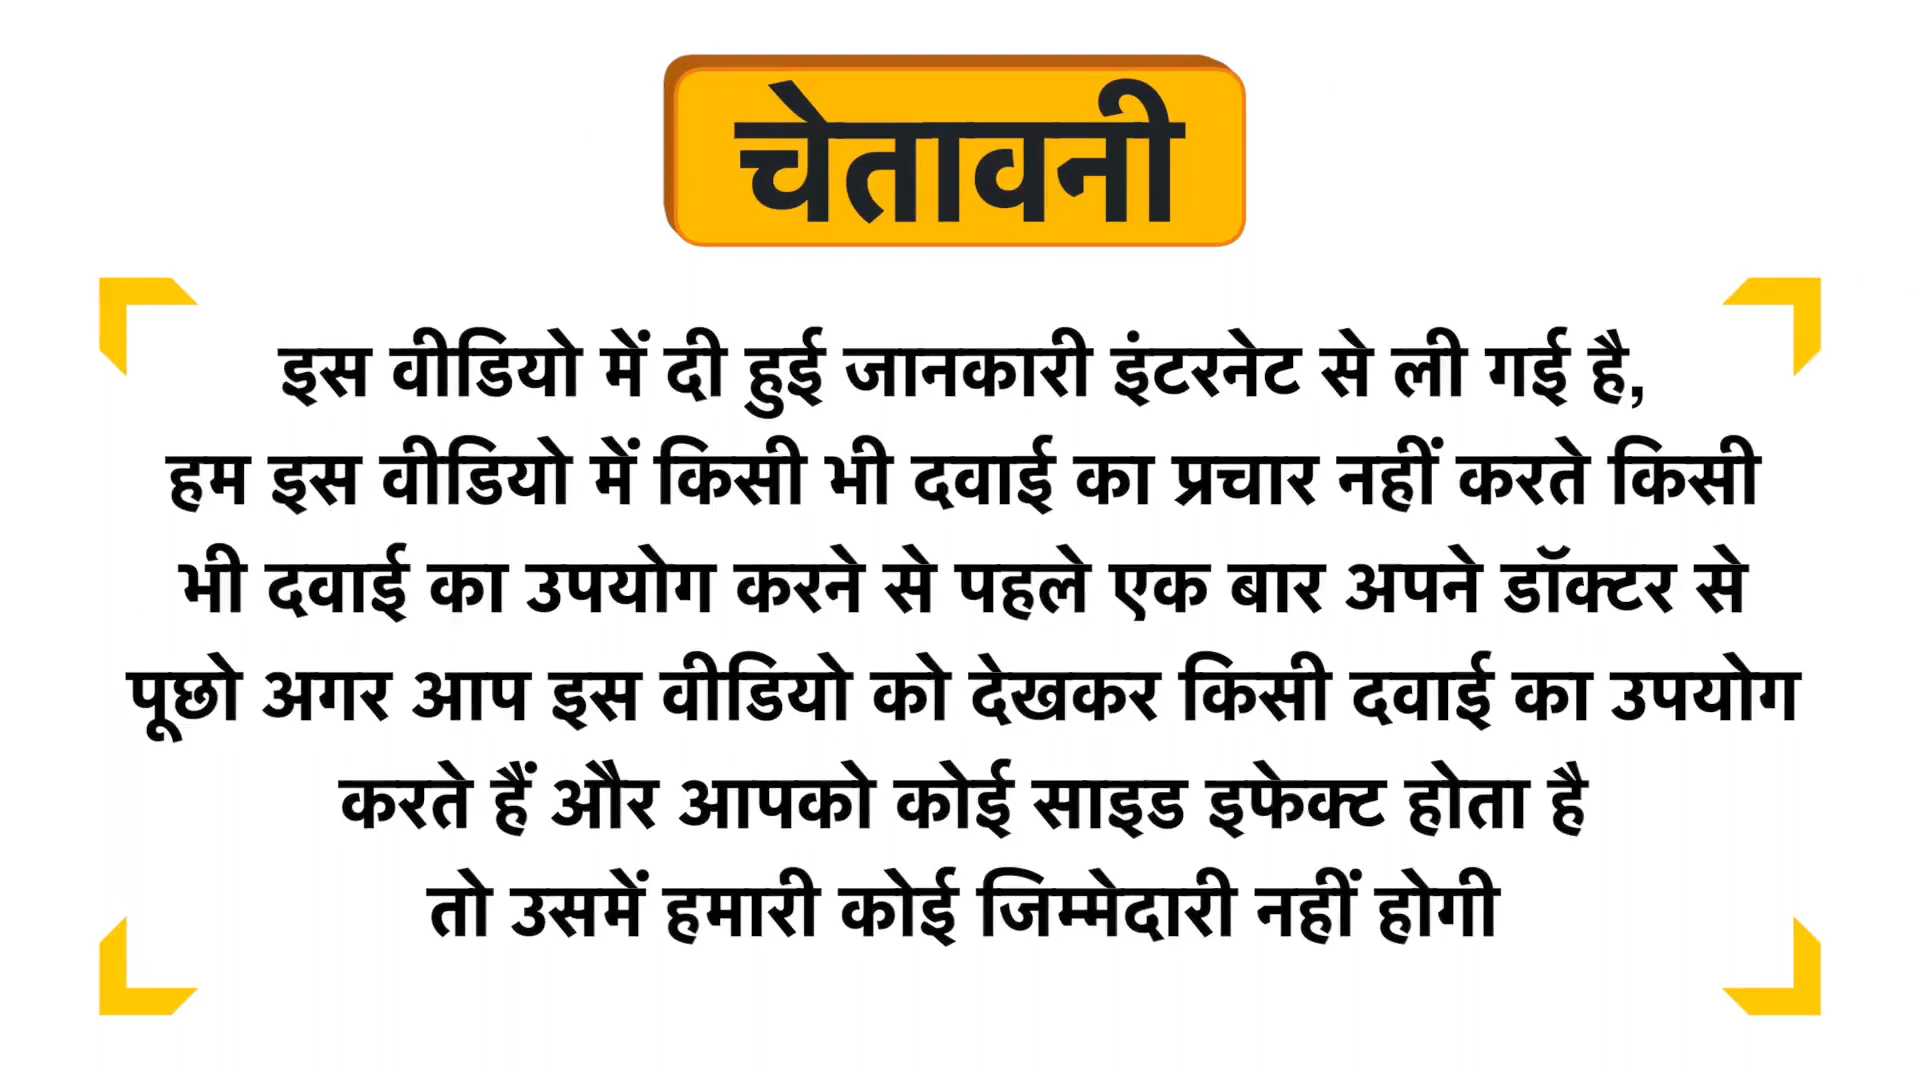 चेतावनी
इस वीडियो में दी हुई जानकारी इंटरनेट से ली गई है,
हम इस वीडियो में किसी भी दवाई का प्रचार नहीं करते किसी
भी दवाई का उपयोग करने से पहले एक बार अपने डॉक्टर से
पूछो अगर आप इस वीडियो को देखकर किसी दवाई का उपयोग
करते हैं और आपको कोई साइड इफेक्ट होता है
तो उसमें हमारी कोई जिम्मेदारी नहीं होगी